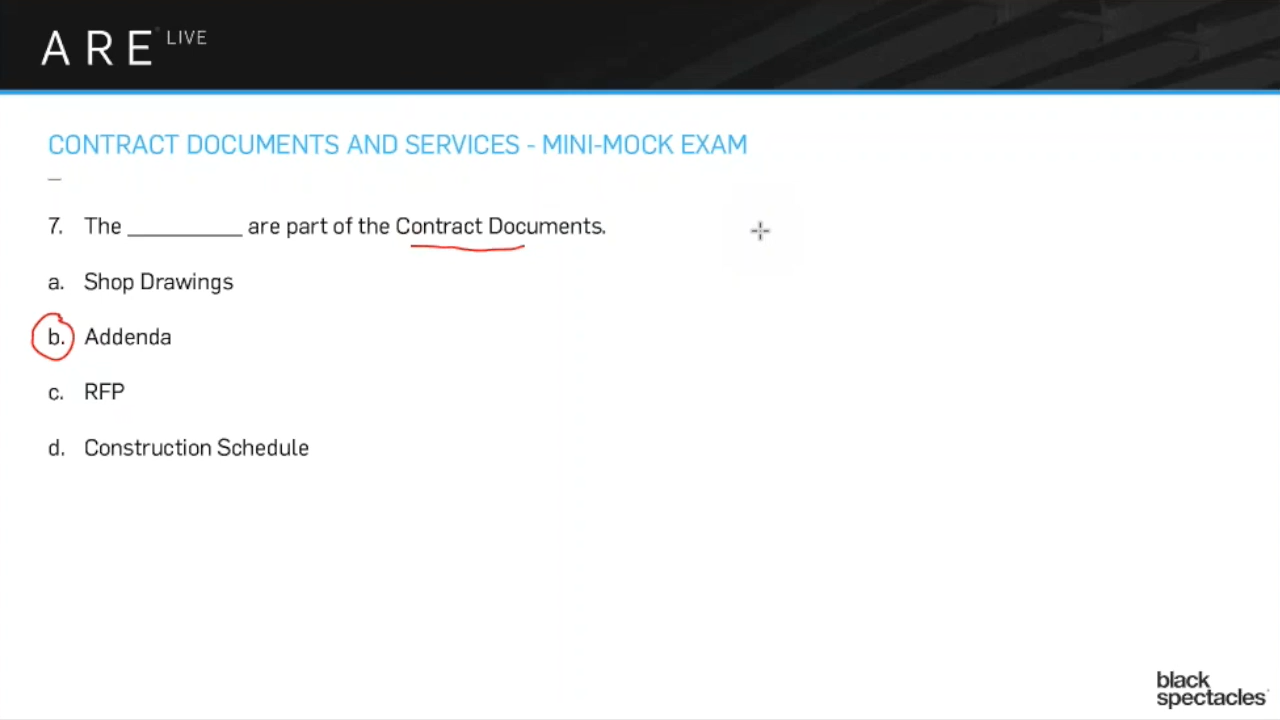 ARE LIVE
CONTRACT DOCUMENTS AND SERVICES - MINI-MOCK EXAM
7. The __________ are part of the Contract Documents.
a. Shop Drawings
b. Addenda
c. RFP
d. Construction Schedule
black
spectacles